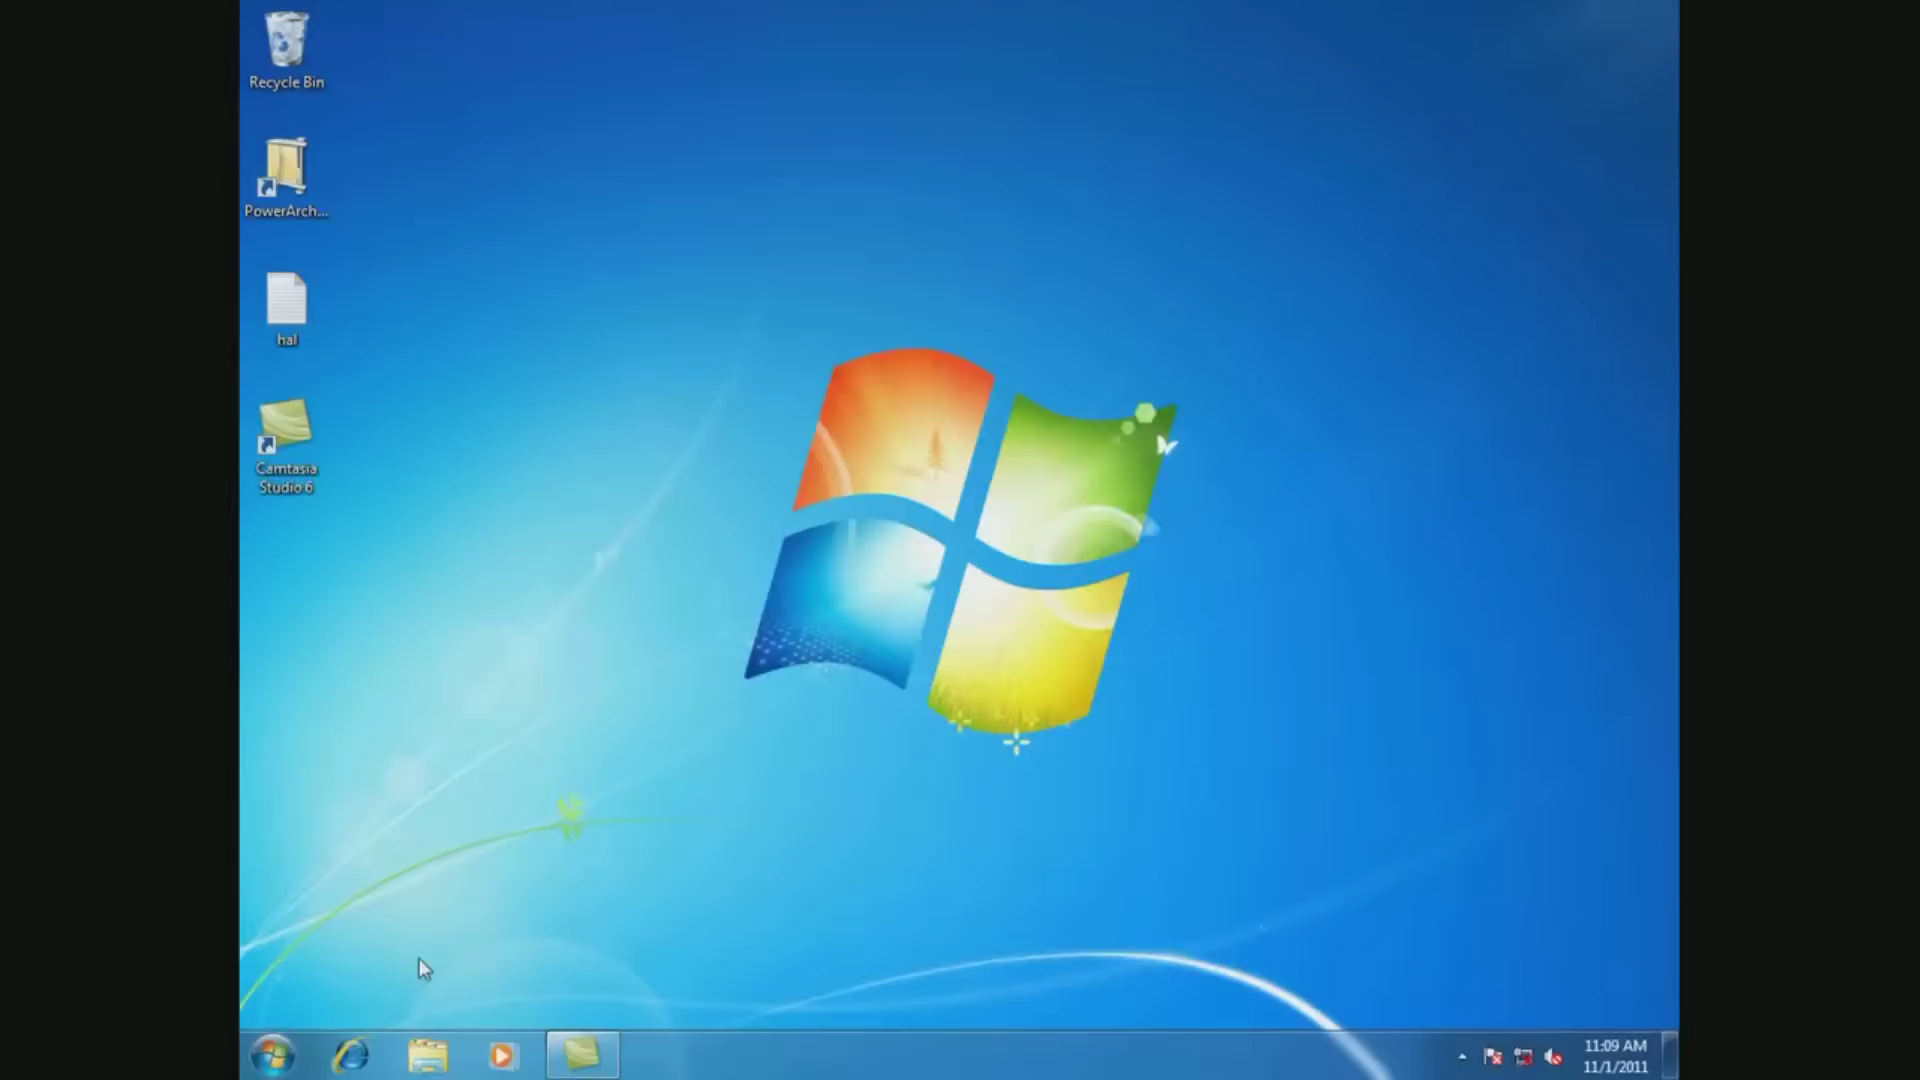 Recycle Bin
PowerArch...
hal
Camtasia
Studio 6
11:09 AM
11/1/2011